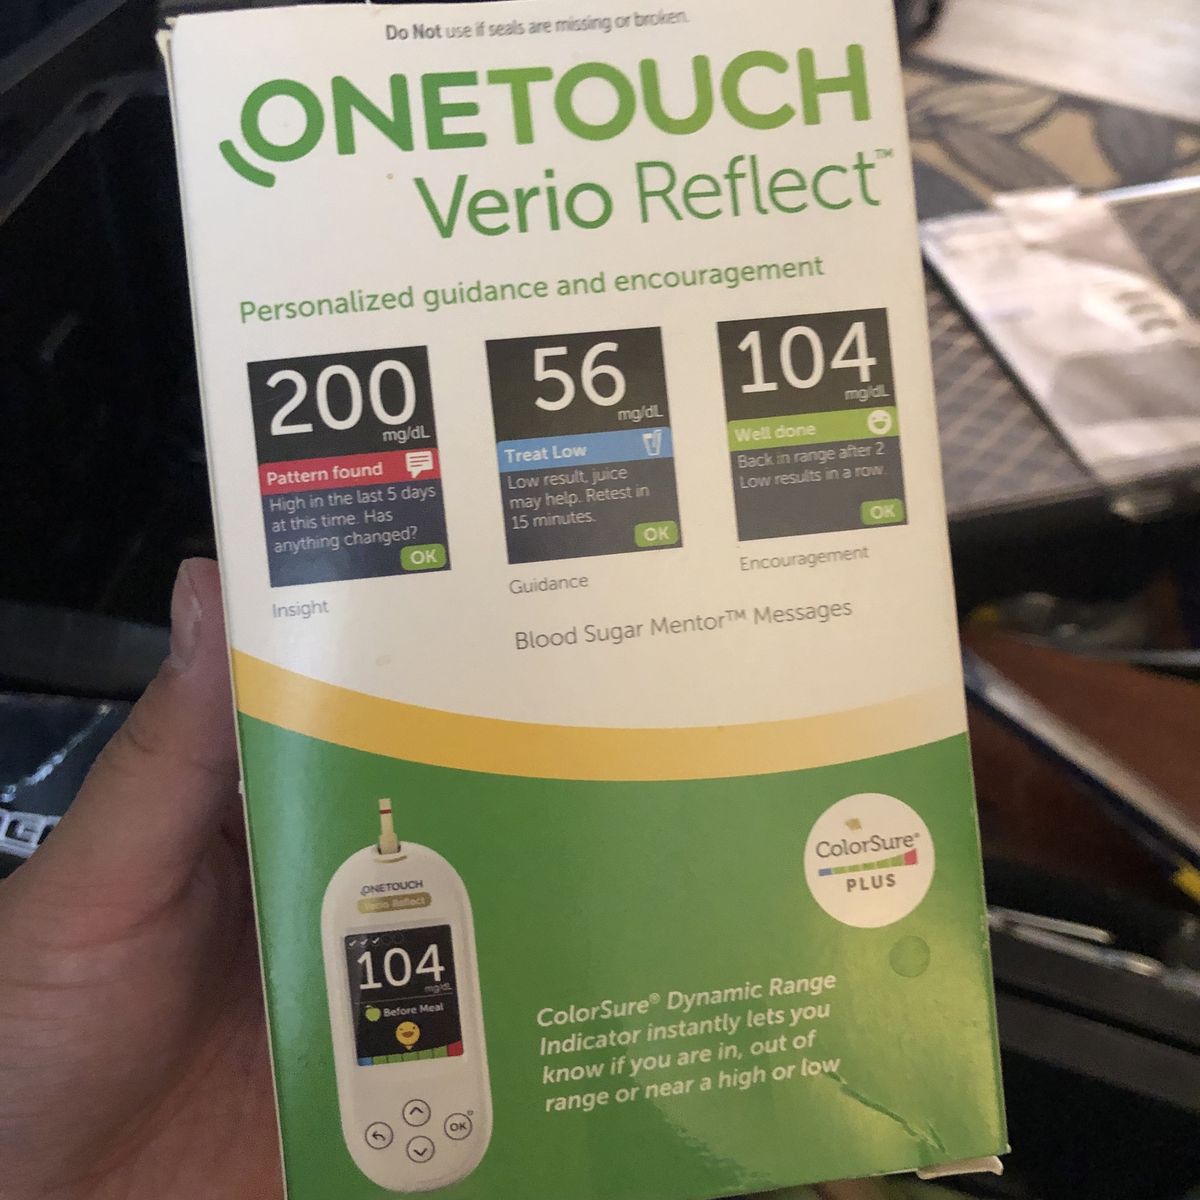 Do Not use if seals are missing or broken.
ONETOUCH
Verio Reflect™
Personalized guidance and encouragement
200
mg/dL
Pattern found
High in the last 5 days
at this time. Has
anything changed?
OK
Insight
56
mg/dL
Treat Low
Low result, juice
may help. Retest in
15 minutes.
OK
Guidance
104
mg/dL
Well done
Back in range after 2
Low results in a row.
OK
Encouragement
Blood Sugar Mentor™ Messages
ONETOUCH
Verio Reflect
104
mg/dL
Before Meal
OK
ColorSure®
PLUS
ColorSure® Dynamic Range
Indicator instantly lets you
know if you are in, out of
range or near a high or low